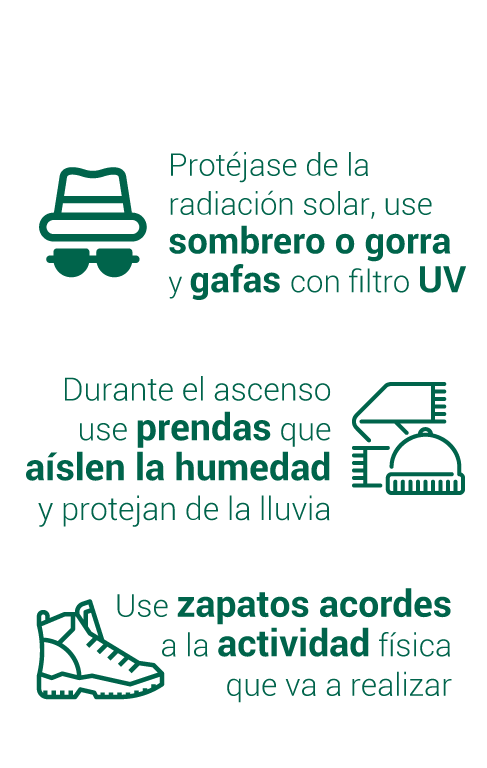 Protéjase de la
radiación solar, use
sombrero o gorra
y gafas con filtro UV
Durante el ascenso
use prendas que
aíslen la humedad
y protejan de la lluvia
Use zapatos acordes
a la actividad física
que va a realizar